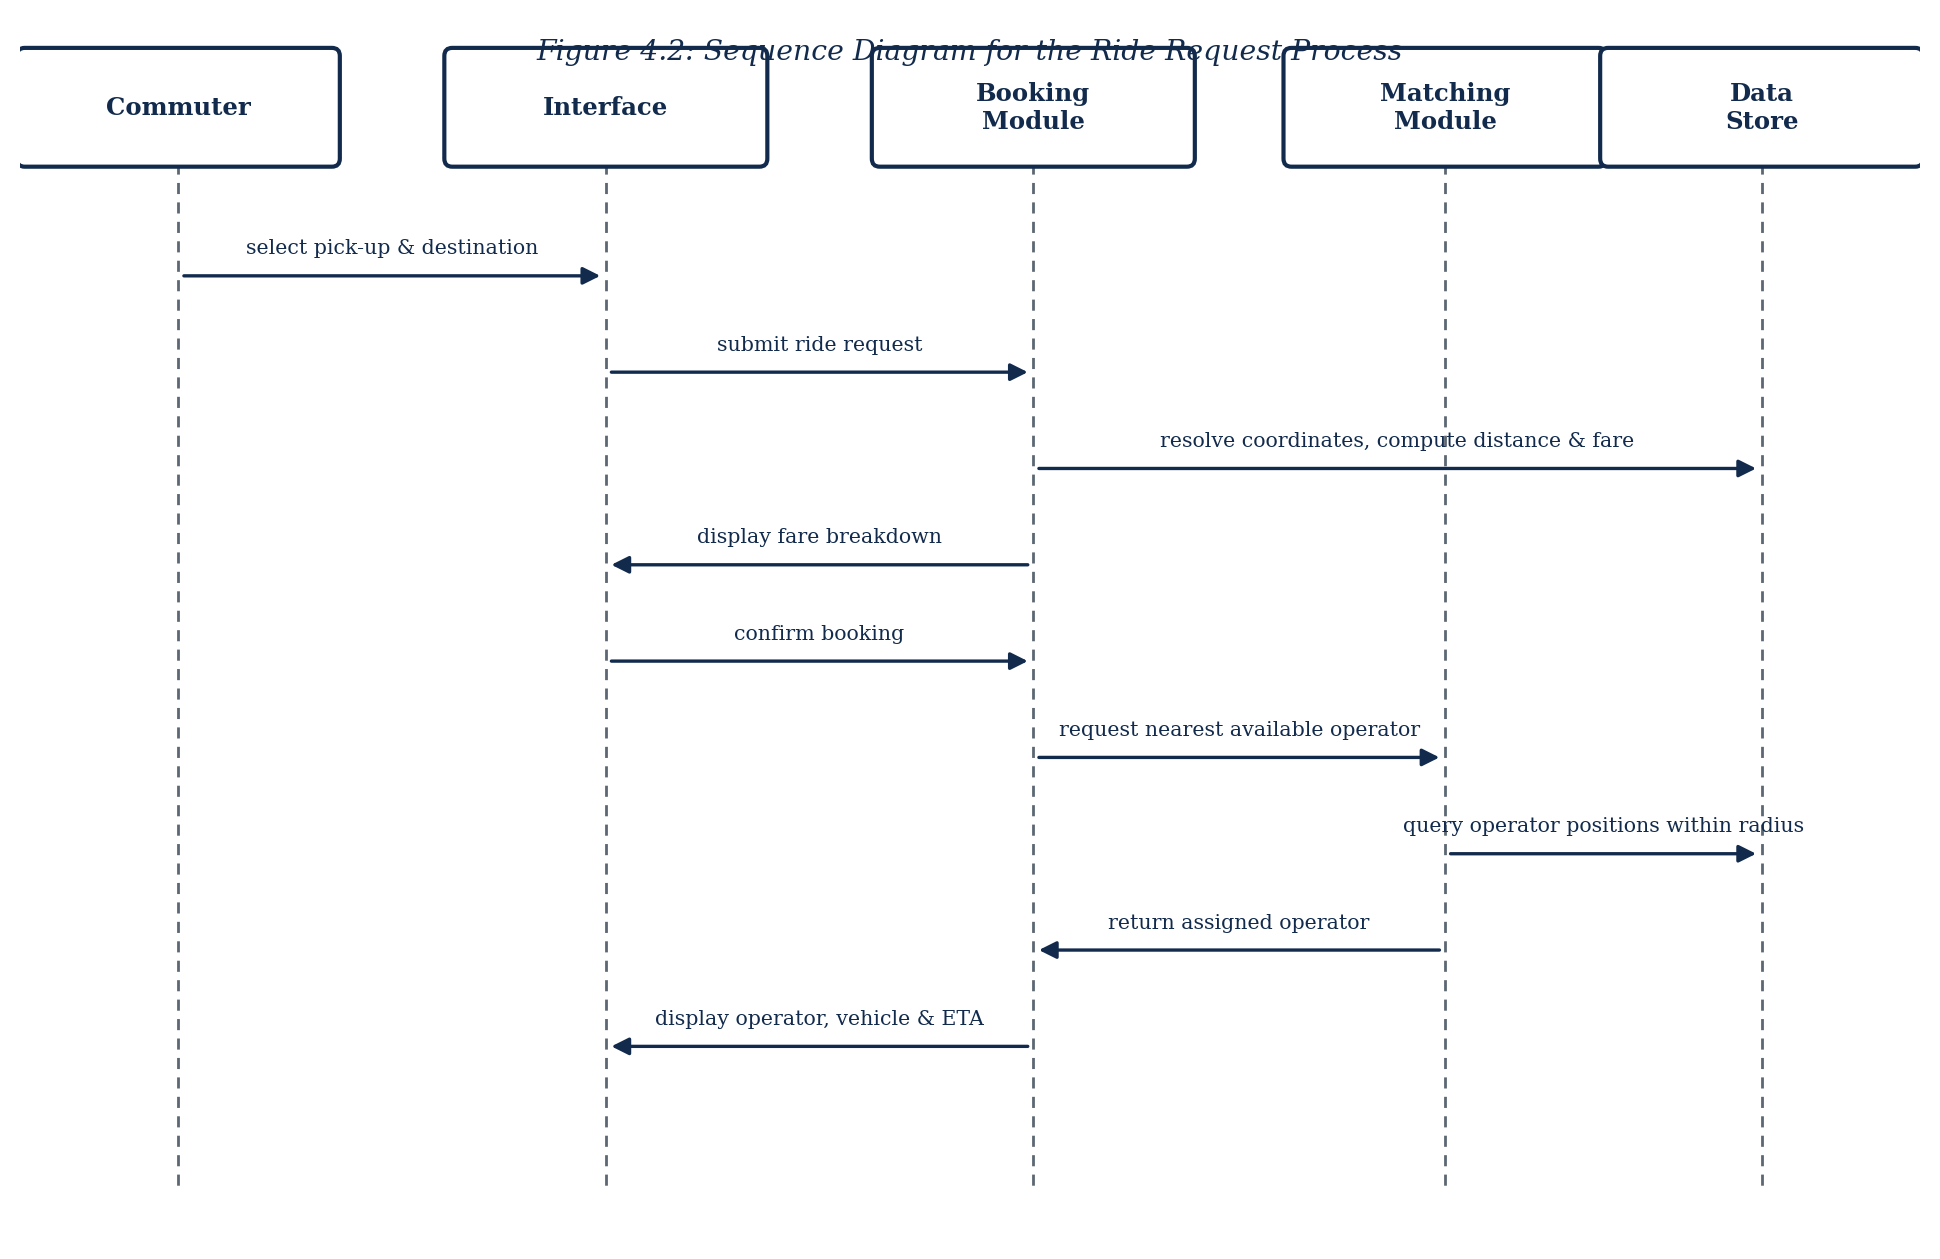 Figure 4.2: Sequence Diagram for the Ride Request Process
Commuter
Interface
Booking
Module
Matching
Module
Data
Store
select pick-up & destination
submit ride request
resolve coordinates, compute distance & fare
display fare breakdown
confirm booking
request nearest available operator
query operator positions within radius
return assigned operator
display operator, vehicle & ETA